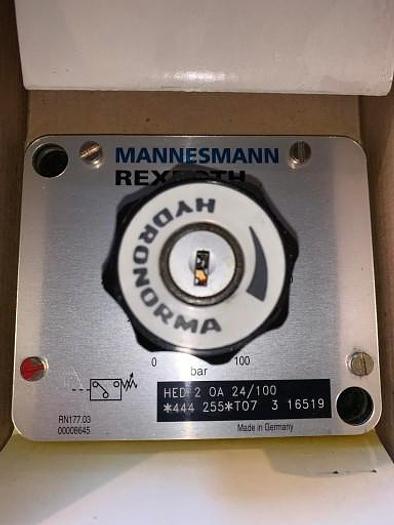 MANNESMANN
REXROTH
HYDRONORMA
0 100
bar
HED 2 OA 24/100
*444 255*T07 3 16519
RN177.03
00008645
Made in Germany